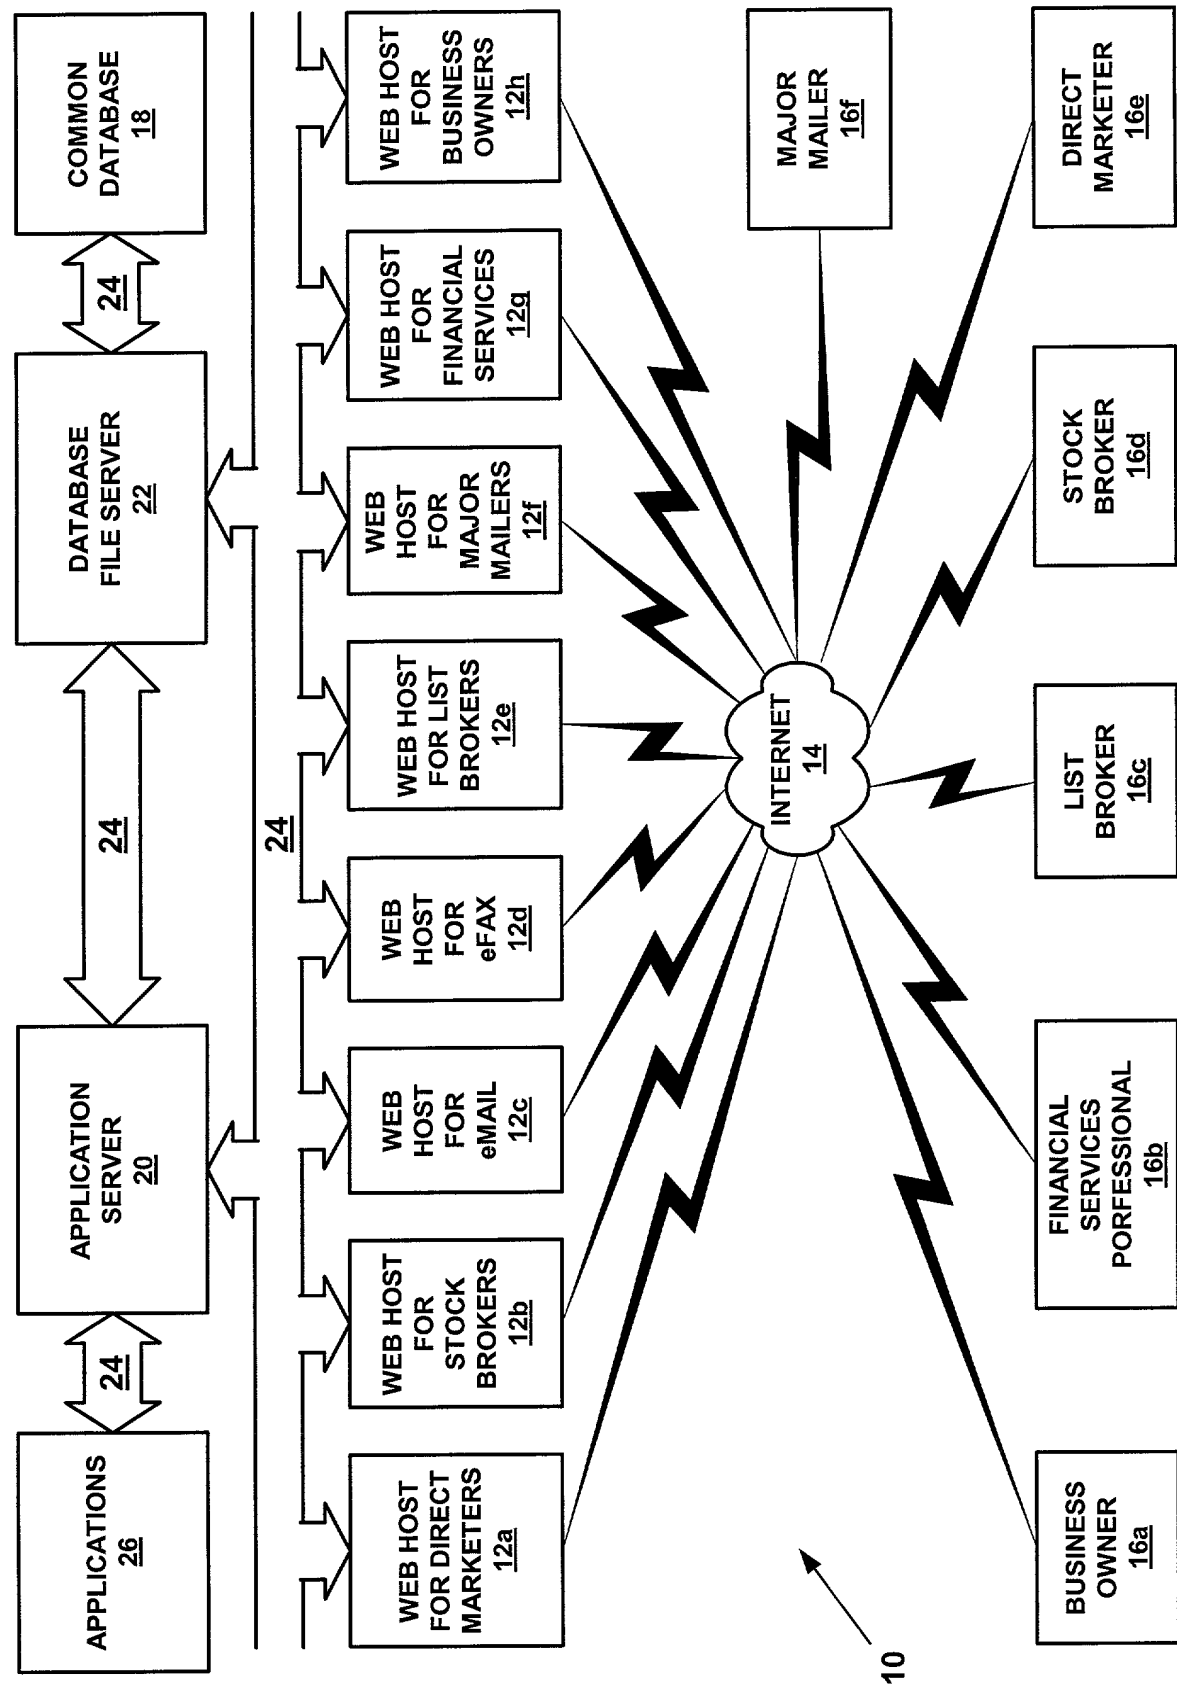 APPLICATIONS
26
24
APPLICATION
SERVER
20
24
DATABASE
FILE SERVER
22
24
COMMON
DATABASE
18
24
WEB HOST
FOR DIRECT
MARKETERS
12a
WEB HOST
FOR
STOCK
BROKERS
12b
WEB
HOST
FOR
eMAIL
12c
WEB
HOST
FOR
eFAX
12d
WEB HOST
FOR LIST
BROKERS
12e
WEB
HOST
FOR
MAJOR
MAILERS
12f
WEB HOST
FOR
FINANCIAL
SERVICES
12g
WEB HOST
FOR
BUSINESS
OWNERS
12h
INTERNET
14
MAJOR
MAILER
16f
10
BUSINESS
OWNER
16a
FINANCIAL
SERVICES
PORFESSIONAL
16b
LIST
BROKER
16c
STOCK
BROKER
16d
DIRECT
MARKETER
16e